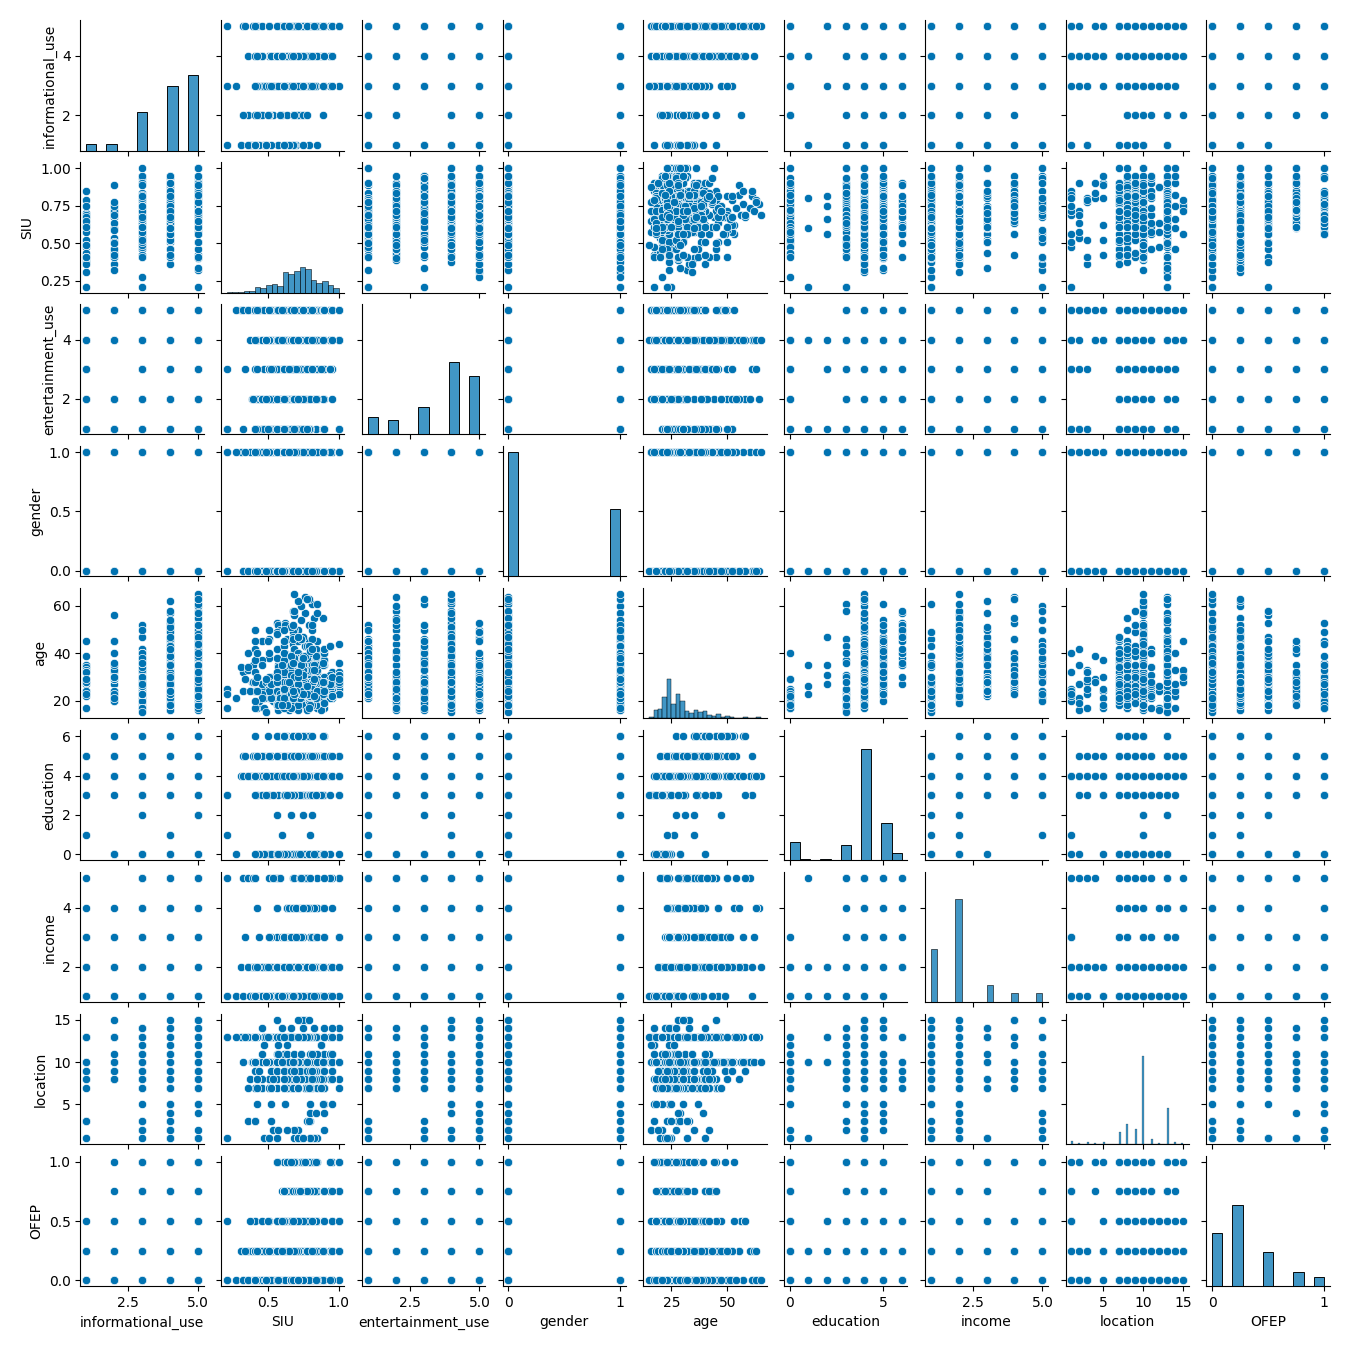 4
2
informational_use
1.00
0.75
0.50
0.25
SIU
4
2
entertainment_use
1.0
0.5
0.0
gender
60
40
20
age
6
4
2
0
education
4
2
income
15
10
5
location
1.0
0.5
0.0
OFEP
2.5 5.0 0.5 1.0 2.5 5.0 0 1 25 50 0 5 2.5 5.0 5 10 15 0 1
informational_use SIU entertainment_use gender age education income location OFEP